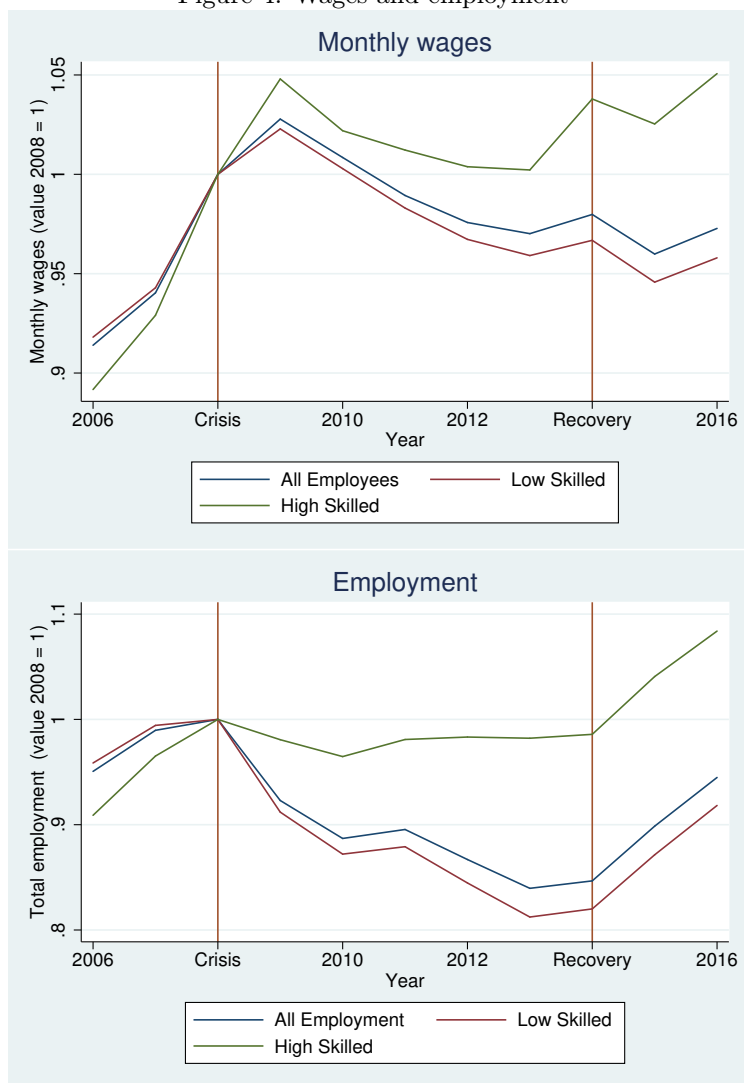 Figure : Wages and employment
Monthly wages
Monthly wages (value 2008 = 1)
1.05
1
.95
.9
2006 Crisis 2010 2012 Recovery 2016
Year
All Employees Low Skilled
High Skilled
Employment
Total employment (value 2008 = 1)
1.1
1
.9
.8
2006 Crisis 2010 2012 Recovery 2016
Year
All Employment Low Skilled
High Skilled